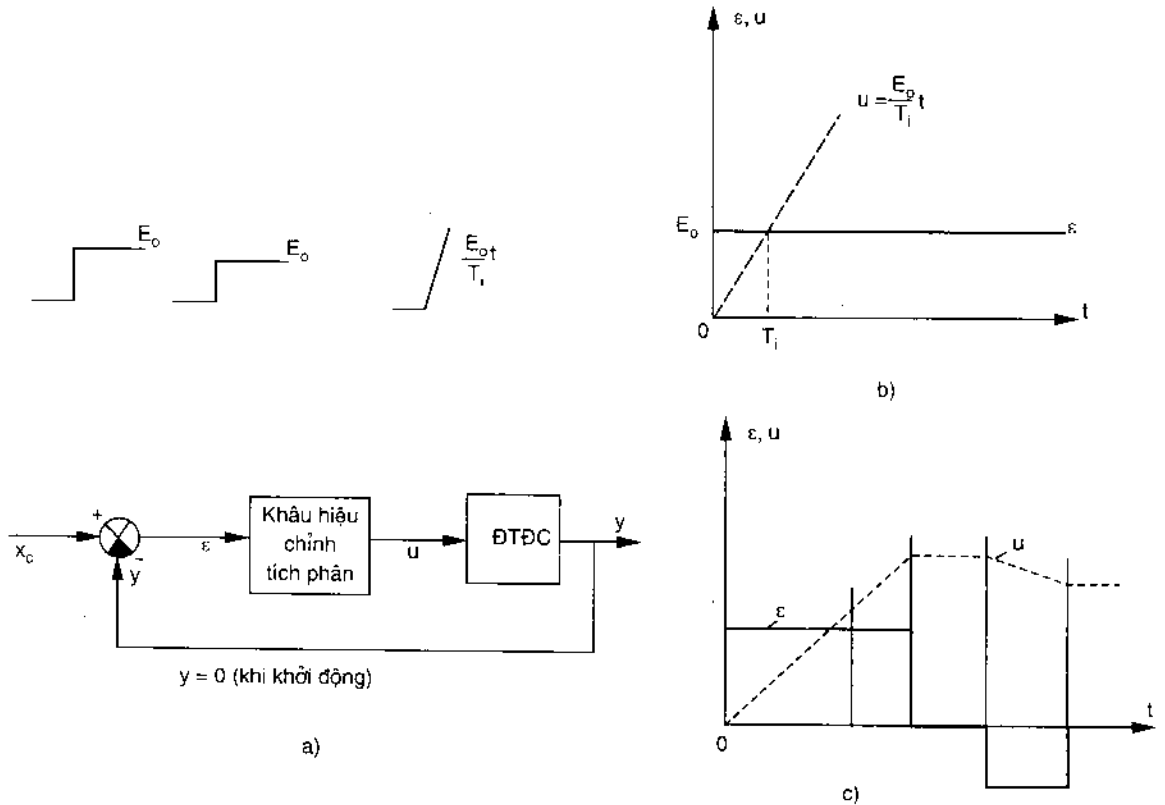 E₀
E₀
E₀t
T,
+
x_c
-
y
ε
Khâu hiệu
chỉnh
tích phân
u
ĐTĐC
y
y = 0 (khi khởi động)
a)
ε, u
u = E₀/Tᵢ t
E₀
ε
0
Tᵢ
t
b)
ε, u
ε
u
0
t
c)